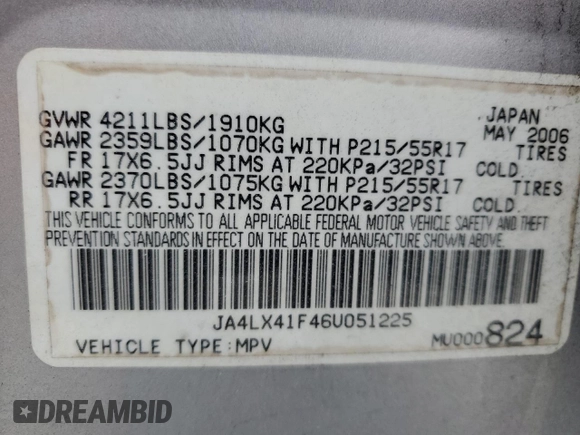 JAPAN
GVWR 4211LBS/1910KG MAY 2006
GAWR 2359LBS/1070KG WITH P215/55R17 TIRES
FR 17X6.5JJ RIMS AT 220KPa/32PSI COLD.
GAWR 2370LBS/1075KG WITH P215/55R17 TIRES
RR 17X6.5JJ RIMS AT 220KPa/32PSI COLD.
THIS VEHICLE CONFORMS TO ALL APPLICABLE FEDERAL MOTOR VEHICLE SAFETY AND THEFT
PREVENTION STANDARDS IN EFFECT ON THE DATE OF MANUFACTURE SHOWN ABOVE.
JA4LX41F46U051225
VEHICLE TYPE:MPV MU000824
DREAMBID